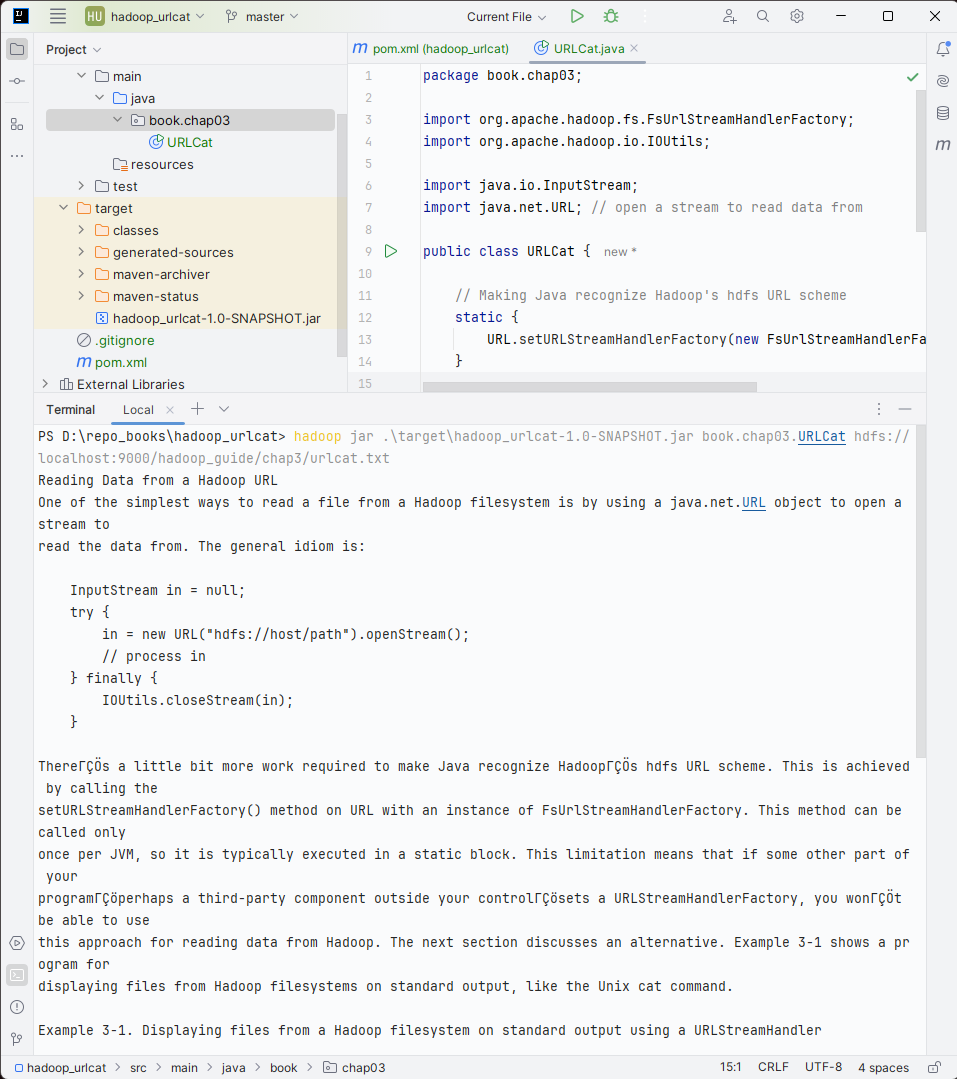 HU hadoop_urlcat master Current File
Project
main
java
book.chap03
URLCat
resources
test
target
classes
generated-sources
maven-archiver
maven-status
hadoop_urlcat-1.0-SNAPSHOT.jar
.gitignore
pom.xml
External Libraries
pom.xml (hadoop_urlcat) URLCat.java
1 package book.chap03;
2
3 import org.apache.hadoop.fs.FsUrlStreamHandlerFactory;
4 import org.apache.hadoop.io.IOUtils;
5
6 import java.io.InputStream;
7 import java.net.URL; // open a stream to read data from
8
9 public class URLCat { new *
10
11 // Making Java recognize Hadoop's hdfs URL scheme
12 static {
13 URL.setURLStreamHandlerFactory(new FsUrlStreamHandlerFa
14 }
15
Terminal Local
PS D:\repo_books\hadoop_urlcat> hadoop jar .\target\hadoop_urlcat-1.0-SNAPSHOT.jar book.chap03.URLCat hdfs://
localhost:9000/hadoop_guide/chap3/urlcat.txt
Reading Data from a Hadoop URL
One of the simplest ways to read a file from a Hadoop filesystem is by using a java.net.URL object to open a
stream to
read the data from. The general idiom is:
InputStream in = null;
try {
in = new URL("hdfs://host/path").openStream();
// process in
} finally {
IOUtils.closeStream(in);
}
ThereΓÇÖs a little bit more work required to make Java recognize HadoopΓÇÖs hdfs URL scheme. This is achieved
by calling the
setURLStreamHandlerFactory() method on URL with an instance of FsUrlStreamHandlerFactory. This method can be
called only
once per JVM, so it is typically executed in a static block. This limitation means that if some other part of
your
programΓÇöperhaps a third-party component outside your controlΓÇösets a URLStreamHandlerFactory, you wonΓÇÖt
be able to use
this approach for reading data from Hadoop. The next section discusses an alternative. Example 3-1 shows a pr
ogram for
displaying files from Hadoop filesystems on standard output, like the Unix cat command.
Example 3-1. Displaying files from a Hadoop filesystem on standard output using a URLStreamHandler
hadoop_urlcat > src > main > java > book > chap03 15:1 CRLF UTF-8 4 spaces